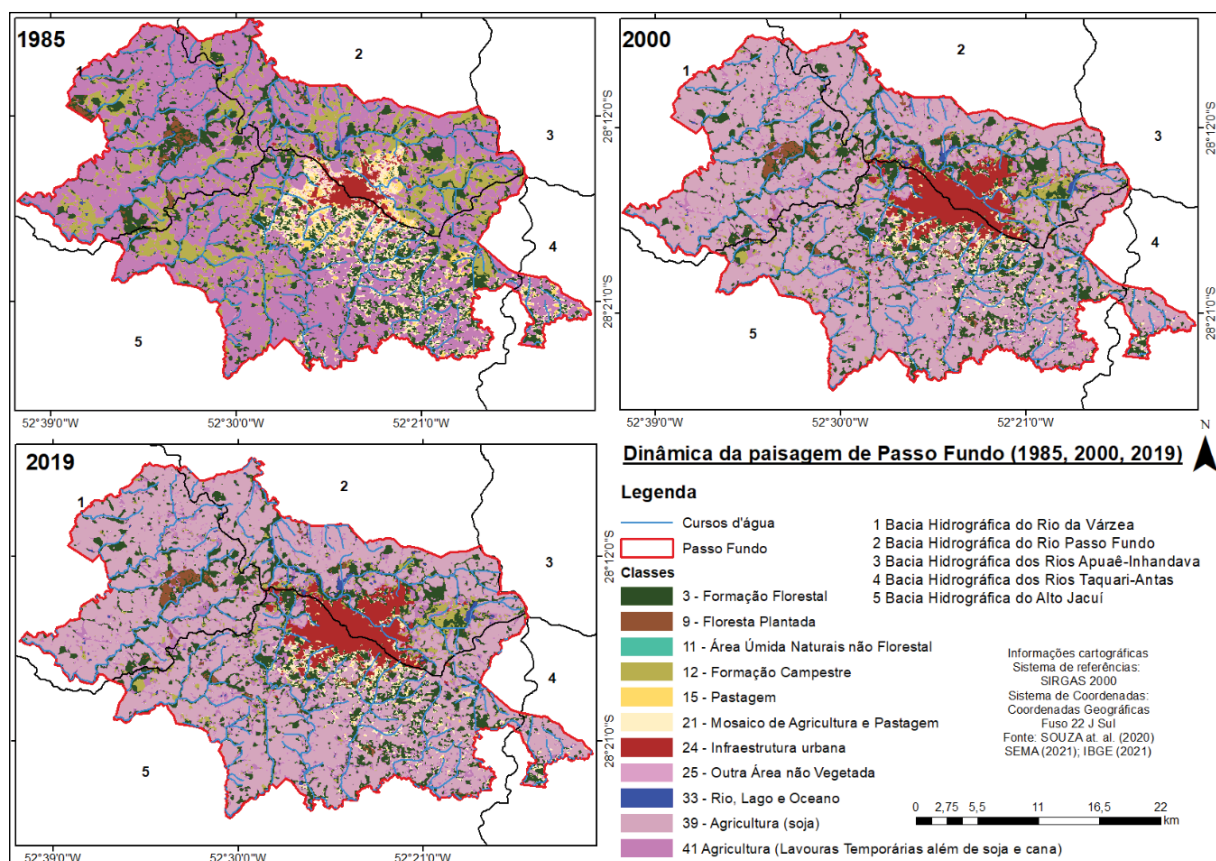 1985
1
2
3
4
5
28°12'0"S
28°21'0"S
52°39'0"W
52°30'0"W
52°21'0"W
2000
1
2
3
4
5
28°12'0"S
28°21'0"S
52°39'0"W
52°30'0"W
52°21'0"W
2019
1
2
3
4
5
28°12'0"S
28°21'0"S
52°39'0"W
52°30'0"W
52°21'0"W
N
Dinâmica da paisagem de Passo Fundo (1985, 2000, 2019)
Legenda
Cursos d'água
Passo Fundo
Classes
3 - Formação Florestal
9 - Floresta Plantada
11 - Área Úmida Naturais não Florestal
12 - Formação Campestre
15 - Pastagem
21 - Mosaico de Agricultura e Pastagem
24 - Infraestrutura urbana
25 - Outra Área não Vegetada
33 - Rio, Lago e Oceano
39 - Agricultura (soja)
41 Agricultura (Lavouras Temporárias além de soja e cana)
1 Bacia Hidrográfica do Rio da Várzea
2 Bacia Hidrográfica do Rio Passo Fundo
3 Bacia Hidrográfica dos Rios Apuaê-Inhandava
4 Bacia Hidrográfica dos Rios Taquari-Antas
5 Bacia Hidrográfica do Alto Jacuí
Informações cartográficas
Sistema de referências:
SIRGAS 2000
Sistema de Coordenadas:
Coordenadas Geográficas
Fuso 22 J Sul
Fonte: SOUZA at. al. (2020)
SEMA (2021); IBGE (2021)
0 2,75 5,5 11 16,5 22
km